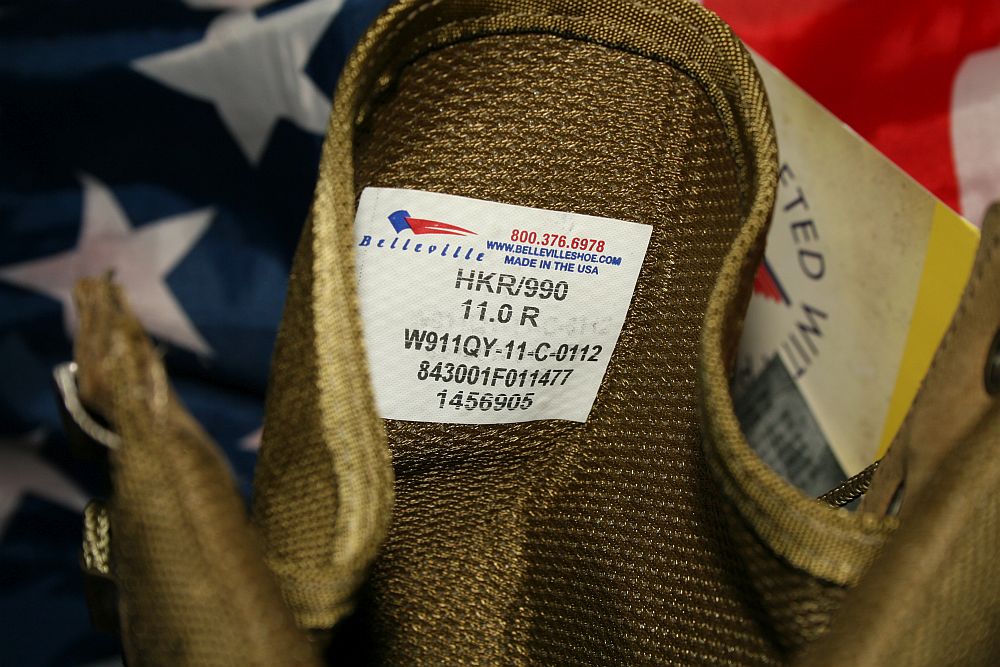 Belleville
800.376.6978
WWW.BELLEVILLESHOE.COM
MADE IN THE USA
HKR/990
11.0 R
W911QY-11-C-0112
843001F011477
1456905